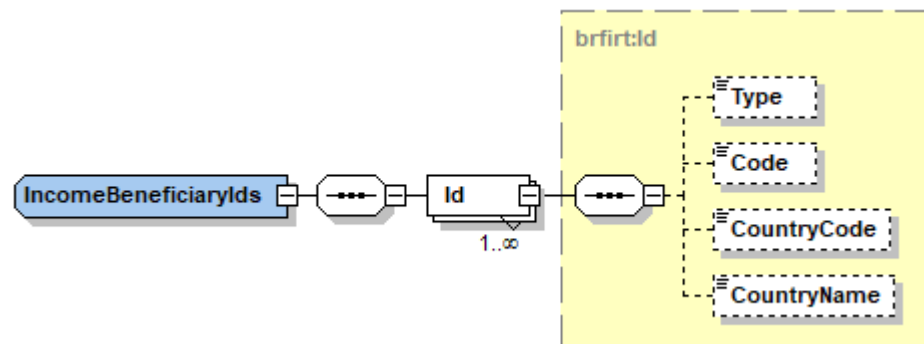 brfirt:Id
Type
Code
IncomeBeneficiaryIds
Id
CountryCode
1..∞
CountryName